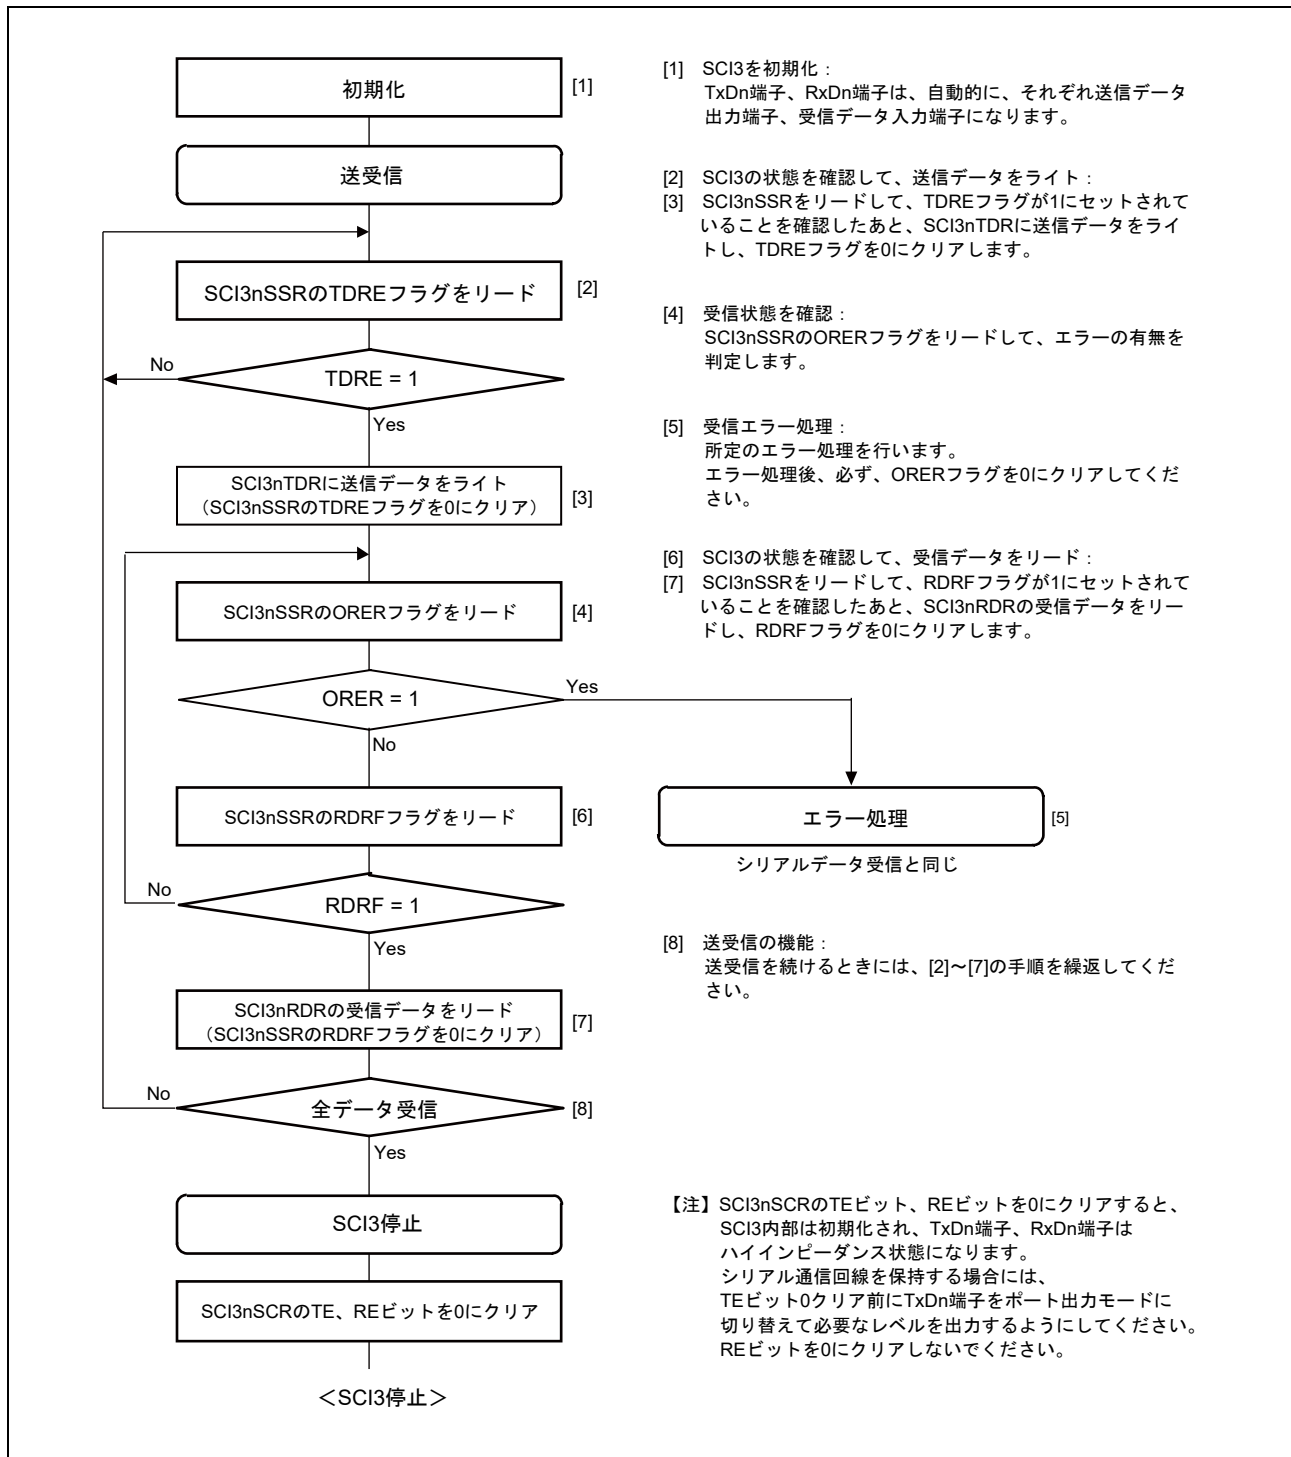 初期化
[1]
送受信
SCI3nSSRのTDREフラグをリード
[2]
No
TDRE = 1
Yes
SCI3nTDRに送信データをライト
（SCI3nSSRのTDREフラグを0にクリア）
[3]
SCI3nSSRのORERフラグをリード
[4]
ORER = 1
Yes
No
SCI3nSSRのRDRFフラグをリード
[6]
エラー処理
[5]
シリアルデータ受信と同じ
No
RDRF = 1
Yes
SCI3nRDRの受信データをリード
（SCI3nSSRのRDRFフラグを0にクリア）
[7]
No
全データ受信
[8]
Yes
SCI3停止
SCI3nSCRのTE、REビットを0にクリア
＜SCI3停止＞
[1] SCI3を初期化：
TxDn端子、RxDn端子は、自動的に、それぞれ送信データ
出力端子、受信データ入力端子になります。
[2] SCI3の状態を確認して、送信データをライト：
[3] SCI3nSSRをリードして、TDREフラグが1にセットされて
いることを確認したあと、SCI3nTDRに送信データをライ
トし、TDREフラグを0にクリアします。
[4] 受信状態を確認：
SCI3nSSRのORERフラグをリードして、エラーの有無を
判定します。
[5] 受信エラー処理：
所定のエラー処理を行います。
エラー処理後、必ず、ORERフラグを0にクリアしてくだ
さい。
[6] SCI3の状態を確認して、受信データをリード：
[7] SCI3nSSRをリードして、RDRFフラグが1にセットされて
いることを確認したあと、SCI3nRDRの受信データをリー
ドし、RDRFフラグを0にクリアします。
[8] 送受信の機能：
送受信を続けるときには、[2]～[7]の手順を繰返してくだ
さい。
【注】SCI3nSCRのTEビット、REビットを0にクリアすると、
SCI3内部は初期化され、TxDn端子、RxDn端子は
ハイインピーダンス状態になります。
シリアル通信回線を保持する場合には、
TEビット0クリア前にTxDn端子をポート出力モードに
切り替えて必要なレベルを出力するようにしてください。
REビットを0にクリアしないでください。